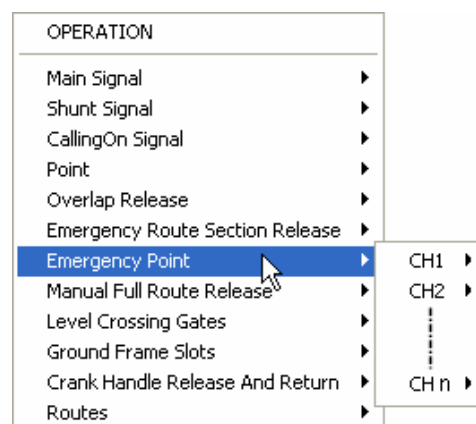 OPERATION
Main Signal
Shunt Signal
CallingOn Signal
Point
Overlap Release
Emergency Route Section Release
Emergency Point
Manual Full Route Release
Level Crossing Gates
Ground Frame Slots
Crank Handle Release And Return
Routes
CH1
CH2
CH n